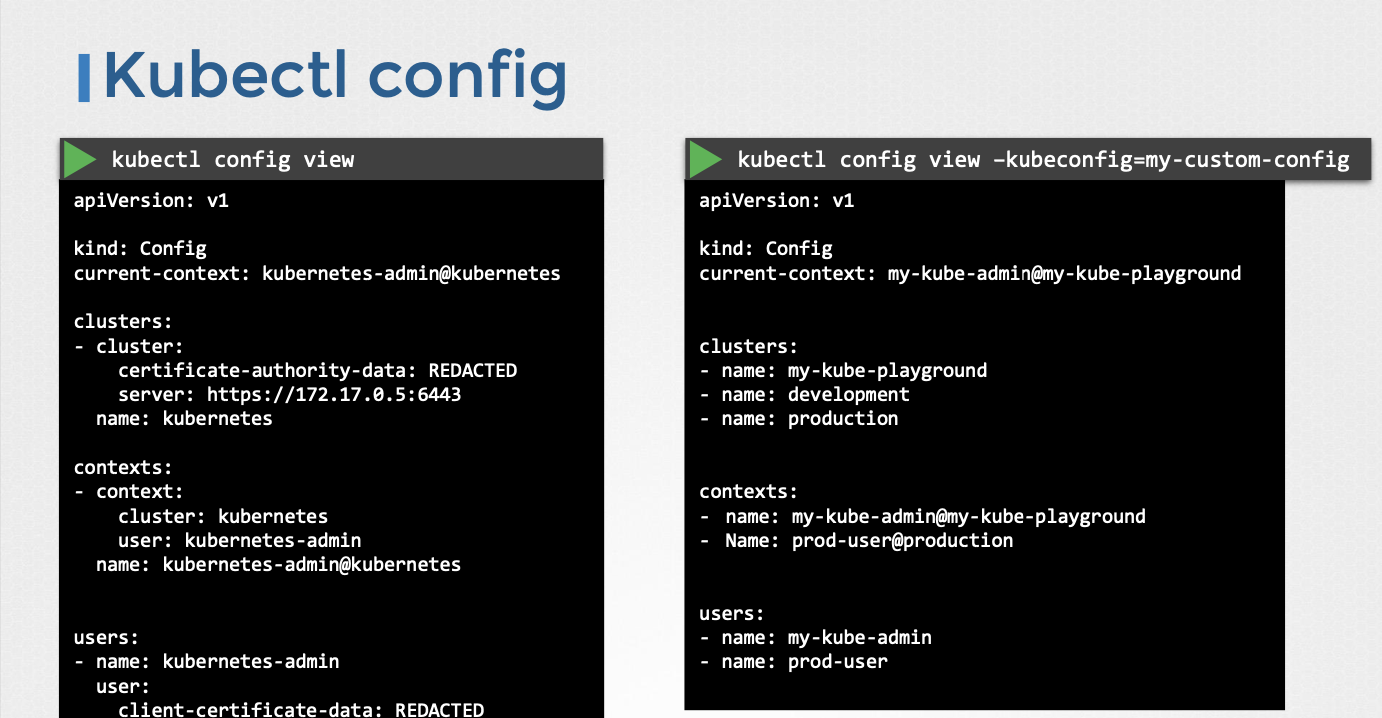 Kubectl config
kubectl config view
apiVersion: v1
kind: Config
current-context: kubernetes-admin@kubernetes
clusters:
- cluster:
    certificate-authority-data: REDACTED
    server: https://172.17.0.5:6443
  name: kubernetes
contexts:
- context:
    cluster: kubernetes
    user: kubernetes-admin
  name: kubernetes-admin@kubernetes
users:
- name: kubernetes-admin
  user:
    client-certificate-data: REDACTED
kubectl config view –kubeconfig=my-custom-config
apiVersion: v1
kind: Config
current-context: my-kube-admin@my-kube-playground
clusters:
- name: my-kube-playground
- name: development
- name: production
contexts:
- name: my-kube-admin@my-kube-playground
- Name: prod-user@production
users:
- name: my-kube-admin
- name: prod-user